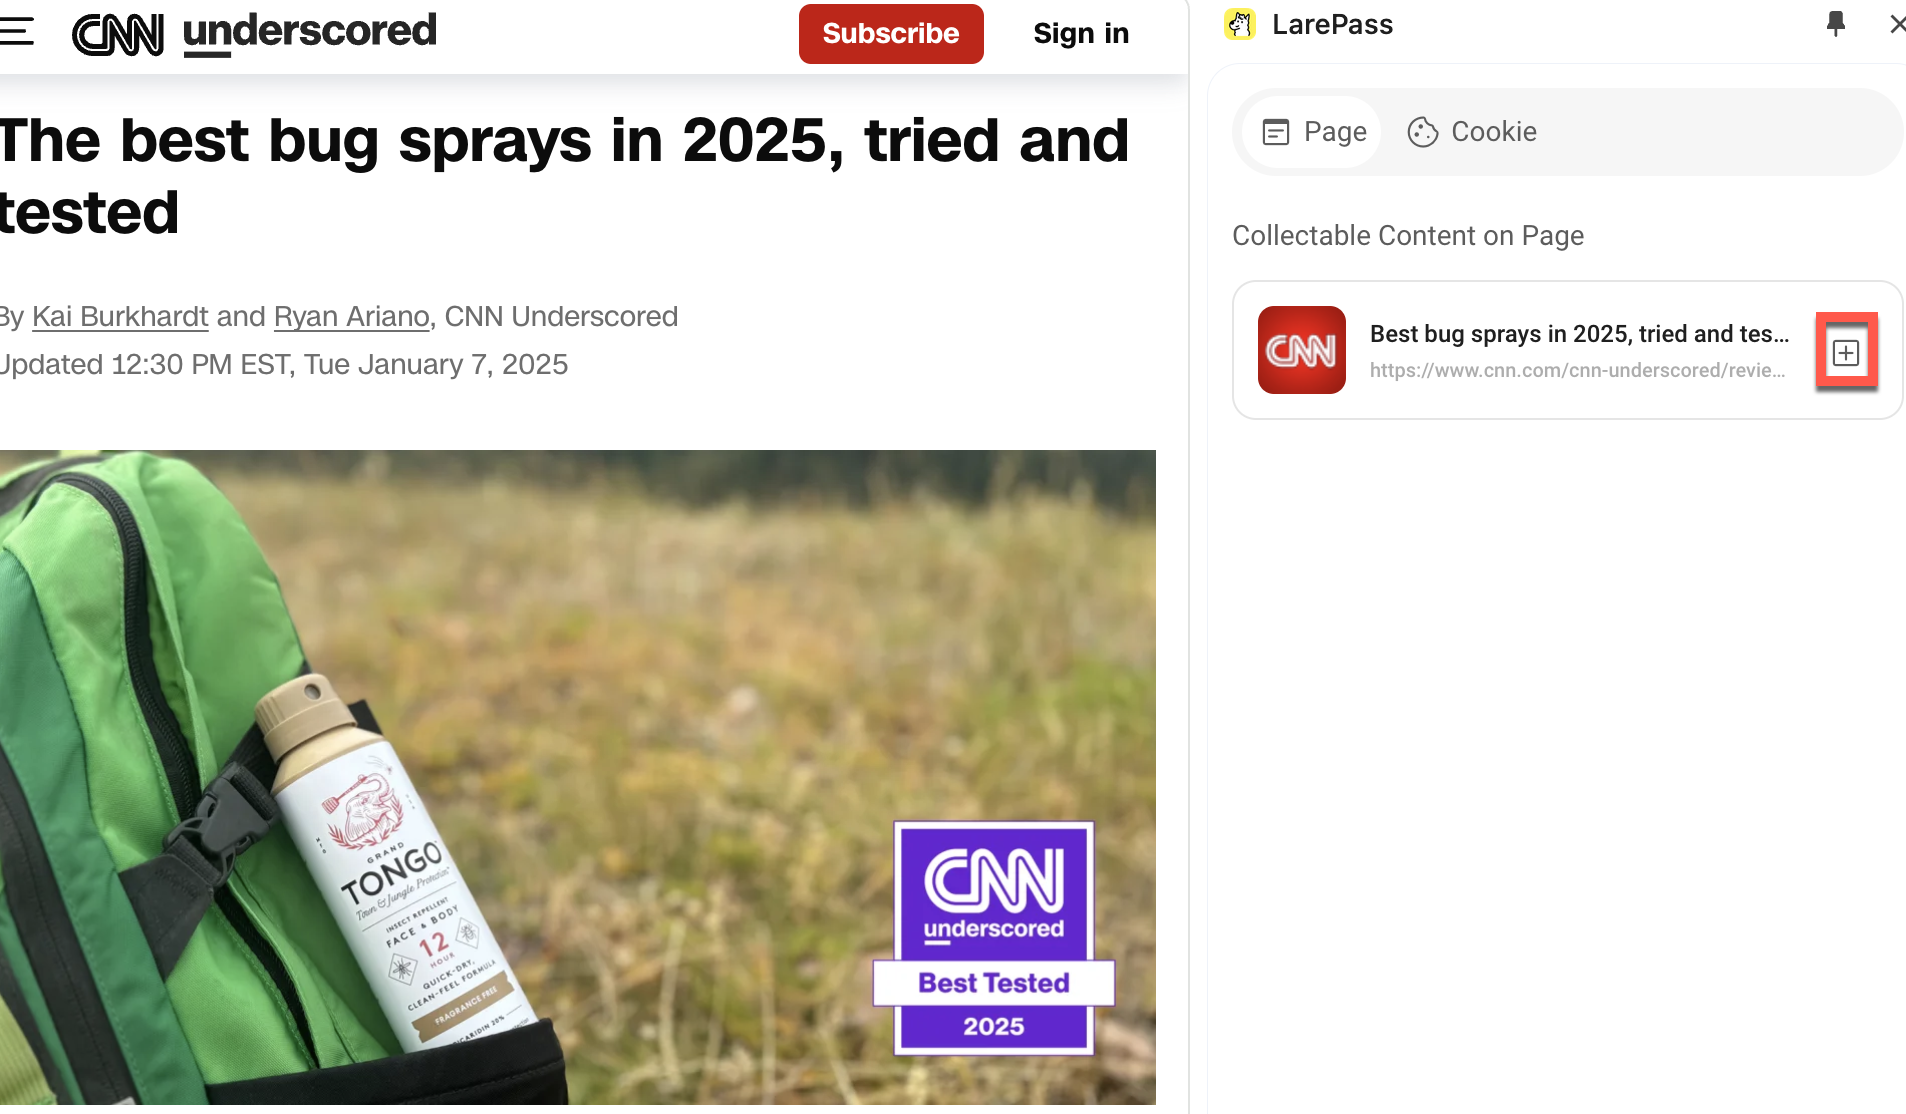 CNN underscored
Subscribe
Sign in
The best bug sprays in 2025, tried and
tested
By Kai Burkhardt and Ryan Ariano, CNN Underscored
Updated 12:30 PM EST, Tue January 7, 2025
GRAND
TONGO
Town & Jungle Protection
INSECT REPELLENT
FACE & BODY
12
HOUR
QUICK-DRY,
CLEAN-FEEL FORMULA
FRAGRANCE FREE
CNN
underscored
Best Tested
2025
LarePass
Page
Cookie
Collectable Content on Page
CNN
Best bug sprays in 2025, tried and tes...
https://www.cnn.com/cnn-underscored/revie...